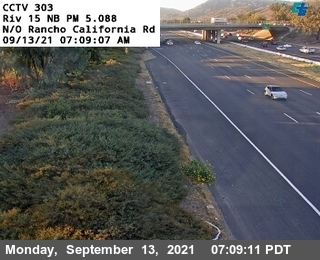 CCTV 303
Riv 15 NB PM 5.088
N/O Rancho California Rd
09/13/21 07:09:07 AM
Monday, September 13, 2021 07:09:11 PDT